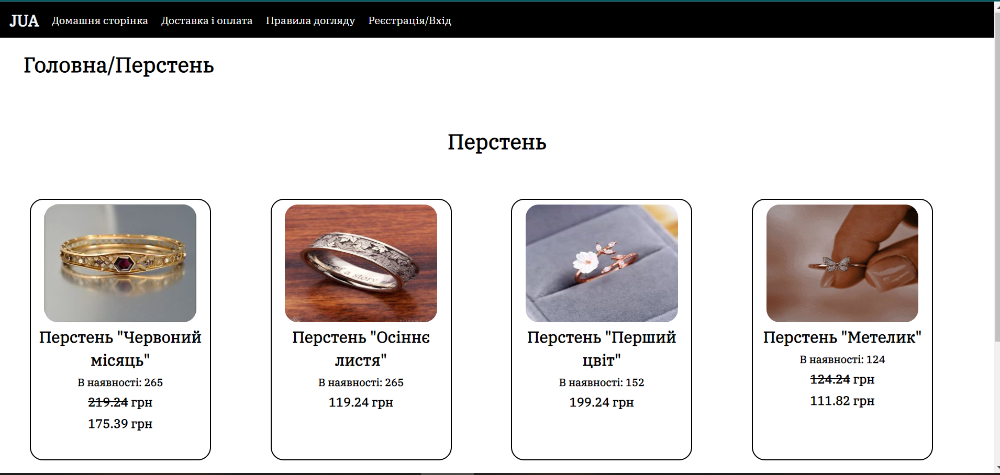 JUA Домашня сторінка Доставка і оплата Правила догляду Реєстрація/Вхід
Головна/Перстень
Перстень
Перстень "Червоний
місяць"
В наявності: 265
219.24 грн
175.39 грн
of a story
Перстень "Осіннє
листя"
В наявності: 265
119.24 грн
Перстень "Перший
цвіт"
В наявності: 152
199.24 грн
Перстень "Метелик"
В наявності: 124
124.24 грн
111.82 грн